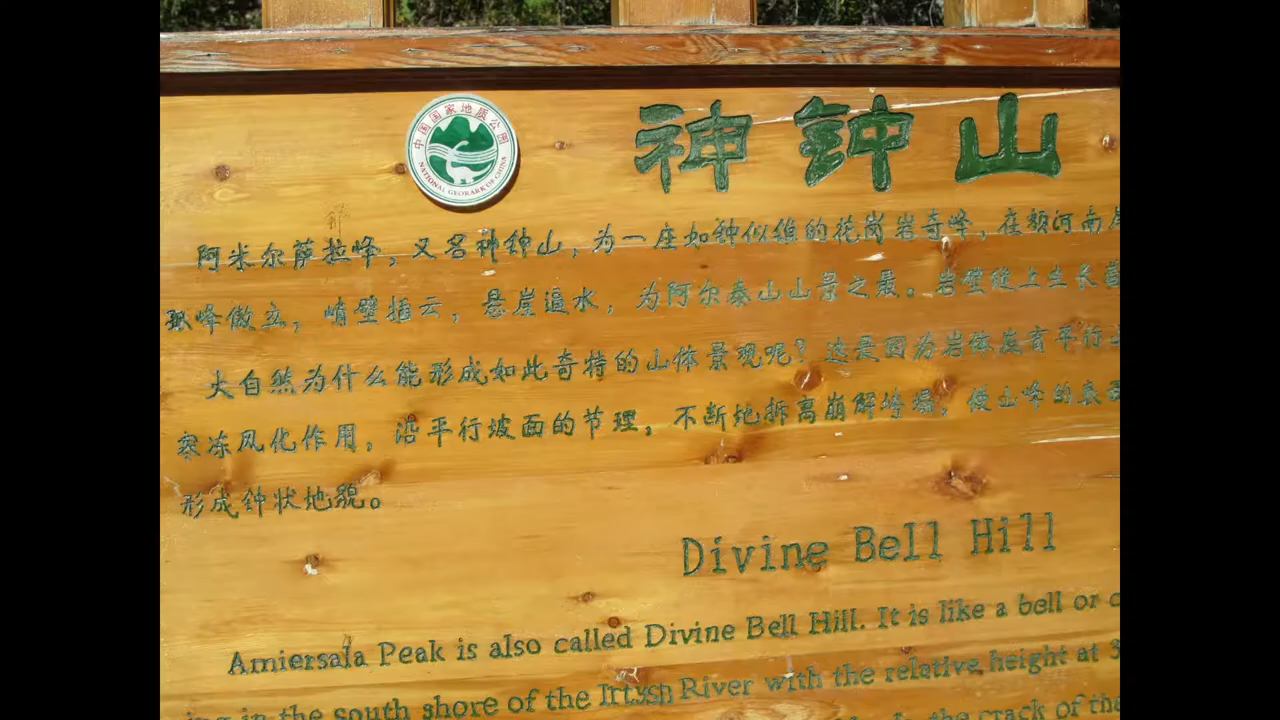 中国国家地质公园
NATIONAL GEOPARK OF CHINA
神钟山
阿米尔萨拉峰，又名神钟山，为一座如钟似锥的花岗岩奇峰，在额河南岸
孤峰傲立，峭壁插云，悬崖逼水，为阿尔泰山山景之最。岩壁缝上生长着
大自然为什么能形成如此奇特的山体景观呢？这是因为岩体发育平行
寒冻风化作用，沿平行坡面的节理，不断地拆离崩解垮塌，使山峰的表面
形成钟状地貌。
Divine Bell Hill
Amiersala Peak is also called Divine Bell Hill. It is like a bell or
in the south shore of the Irtysh River with the relative height at 3
the crack of the